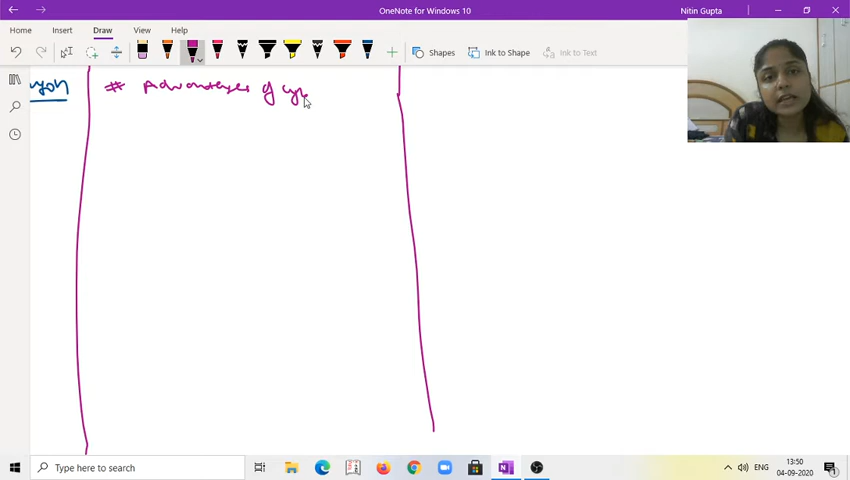 OneNote for Windows 10
Nitin Gupta
Home Insert Draw View Help
Shapes Ink to Shape Ink to Text
# Advantages of
Type here to search
ENG
13:50
04-09-2020